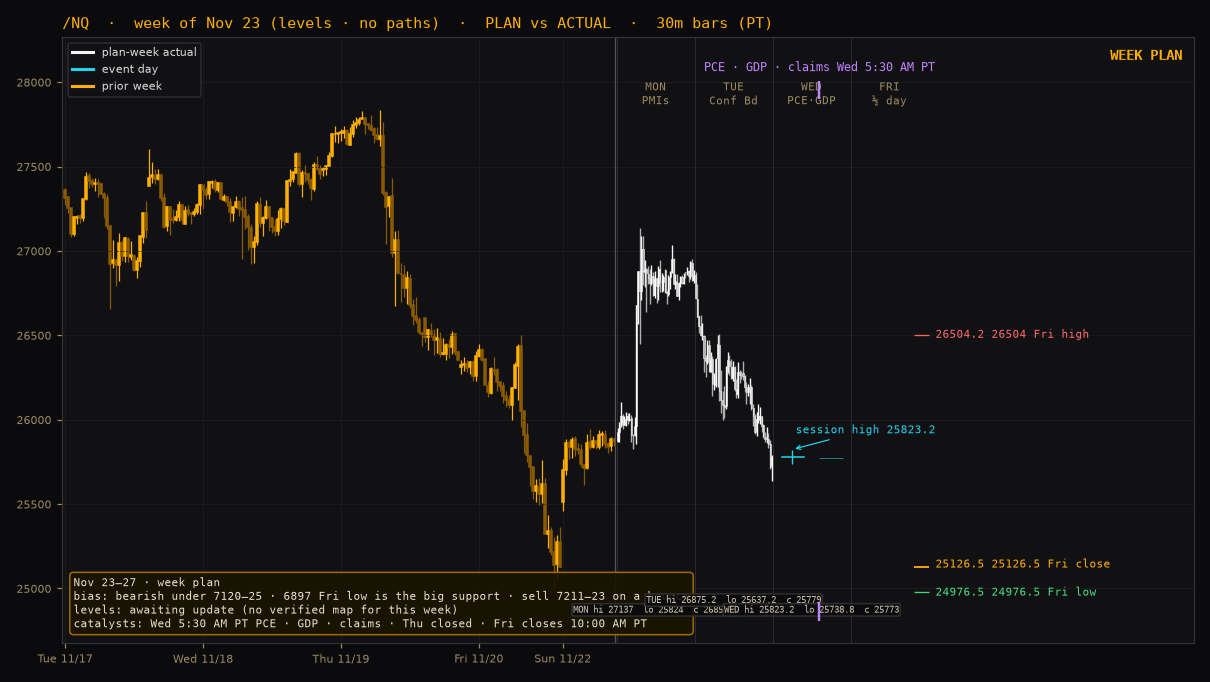 /NQ · week of Nov 23 (levels · no paths) · PLAN vs ACTUAL · 30m bars (PT)
plan-week actual
event day
prior week
WEEK PLAN
PCE · GDP · claims Wed 5:30 AM PT
MON TUE WED FRI
PMIs Conf Bd PCE·GDP ½ day
28000
27500
27000
26500
26000
25500
25000
26504.2 26504 Fri high
session high 25823.2
25126.5 25126.5 Fri close
24976.5 24976.5 Fri low
Nov 23–27 · week plan
bias: bearish under 7120–25 · 6897 Fri low is the big support · sell 7211–23 on a
levels: awaiting update (no verified map for this week)
catalysts: Wed 5:30 AM PT PCE · GDP · claims · Thu closed · Fri closes 10:00 AM PT
TUE hi 26875.2 lo 25637.2 c 25779
MON hi 27137 lo 25824 c 2685
WED hi 25823.2 lo 25738.8 c 25773
Tue 11/17
Wed 11/18
Thu 11/19
Fri 11/20
Sun 11/22